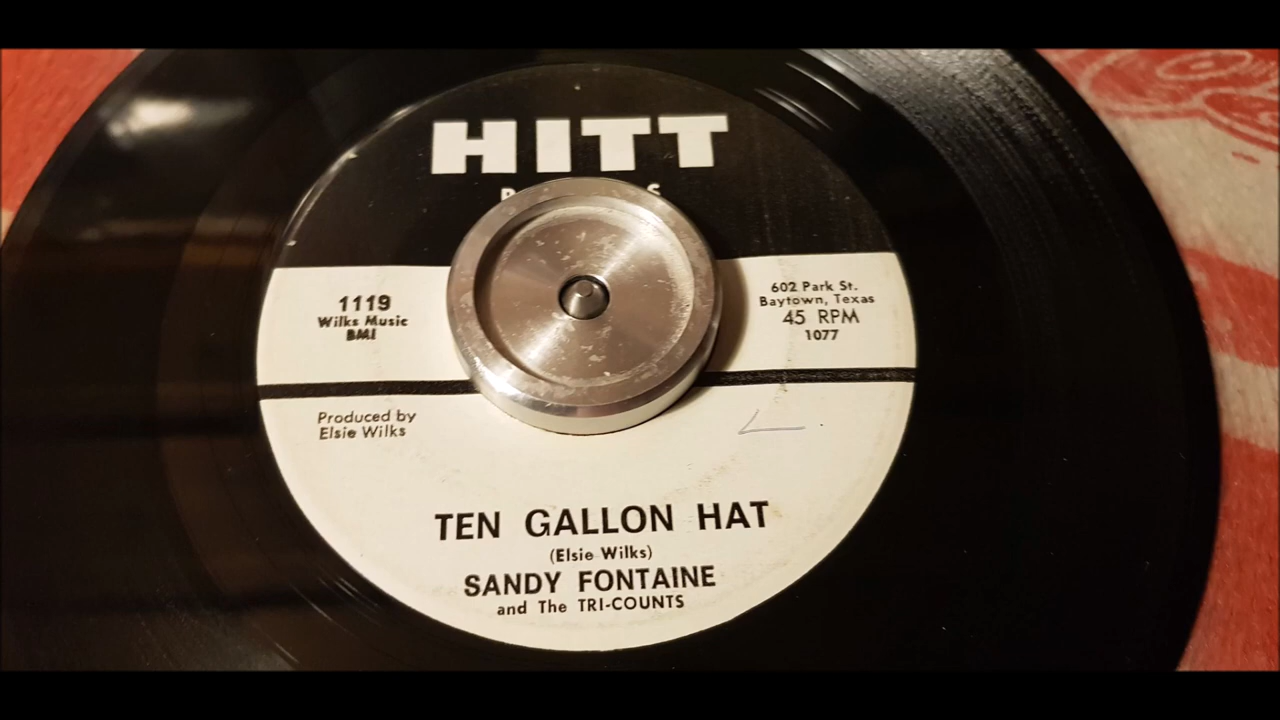 HITT
1119
Wilks Music
BMI
602 Park St.
Baytown, Texas
45 RPM
1077
Produced by
Elsie Wilks
TEN GALLON HAT
(Elsie Wilks)
SANDY FONTAINE
and The TRI-COUNTS